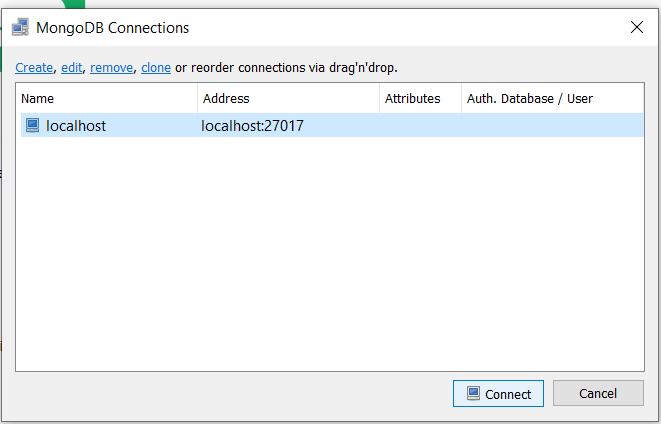 MongoDB Connections
Create, edit, remove, clone or reorder connections via drag'n'drop.
Name Address Attributes Auth. Database / User
localhost localhost:27017
Connect Cancel